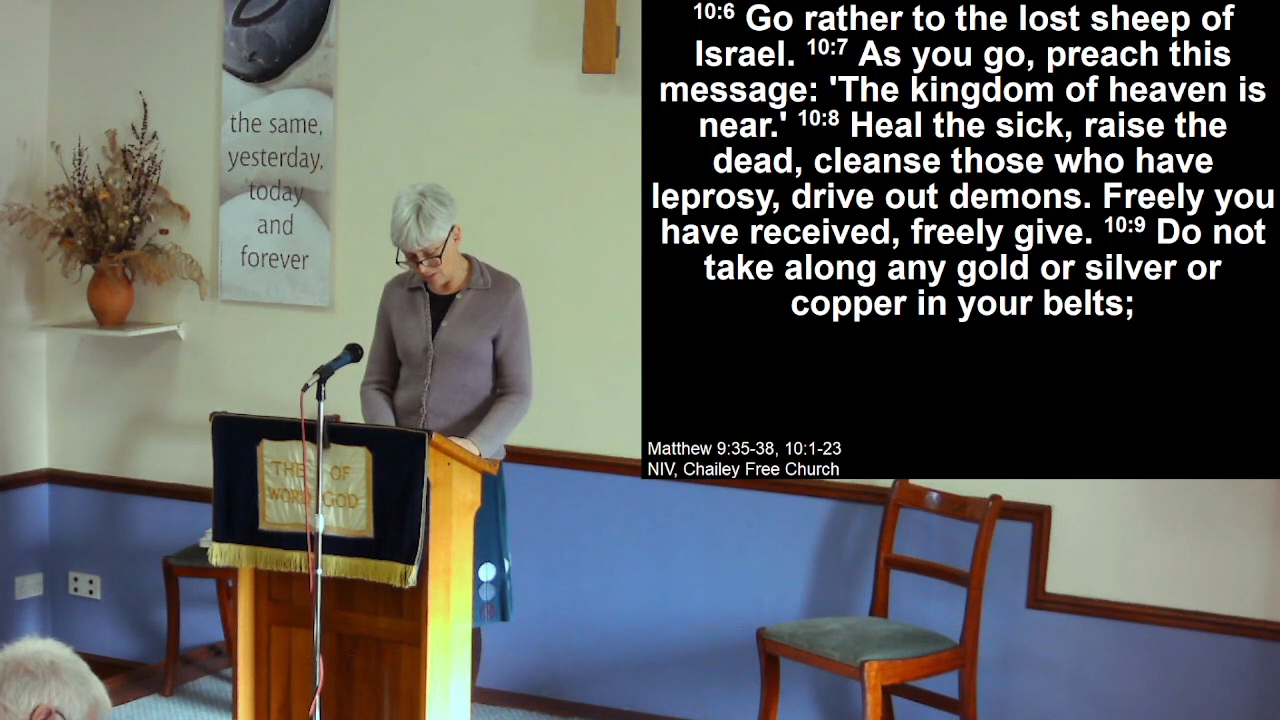 the same,
yesterday,
today
and
forever
THE OF
WORD GOD
10:6 Go rather to the lost sheep of
Israel. 10:7 As you go, preach this
message: 'The kingdom of heaven is
near.' 10:8 Heal the sick, raise the
dead, cleanse those who have
leprosy, drive out demons. Freely you
have received, freely give. 10:9 Do not
take along any gold or silver or
copper in your belts;
Matthew 9:35-38, 10:1-23
NIV, Chailey Free Church